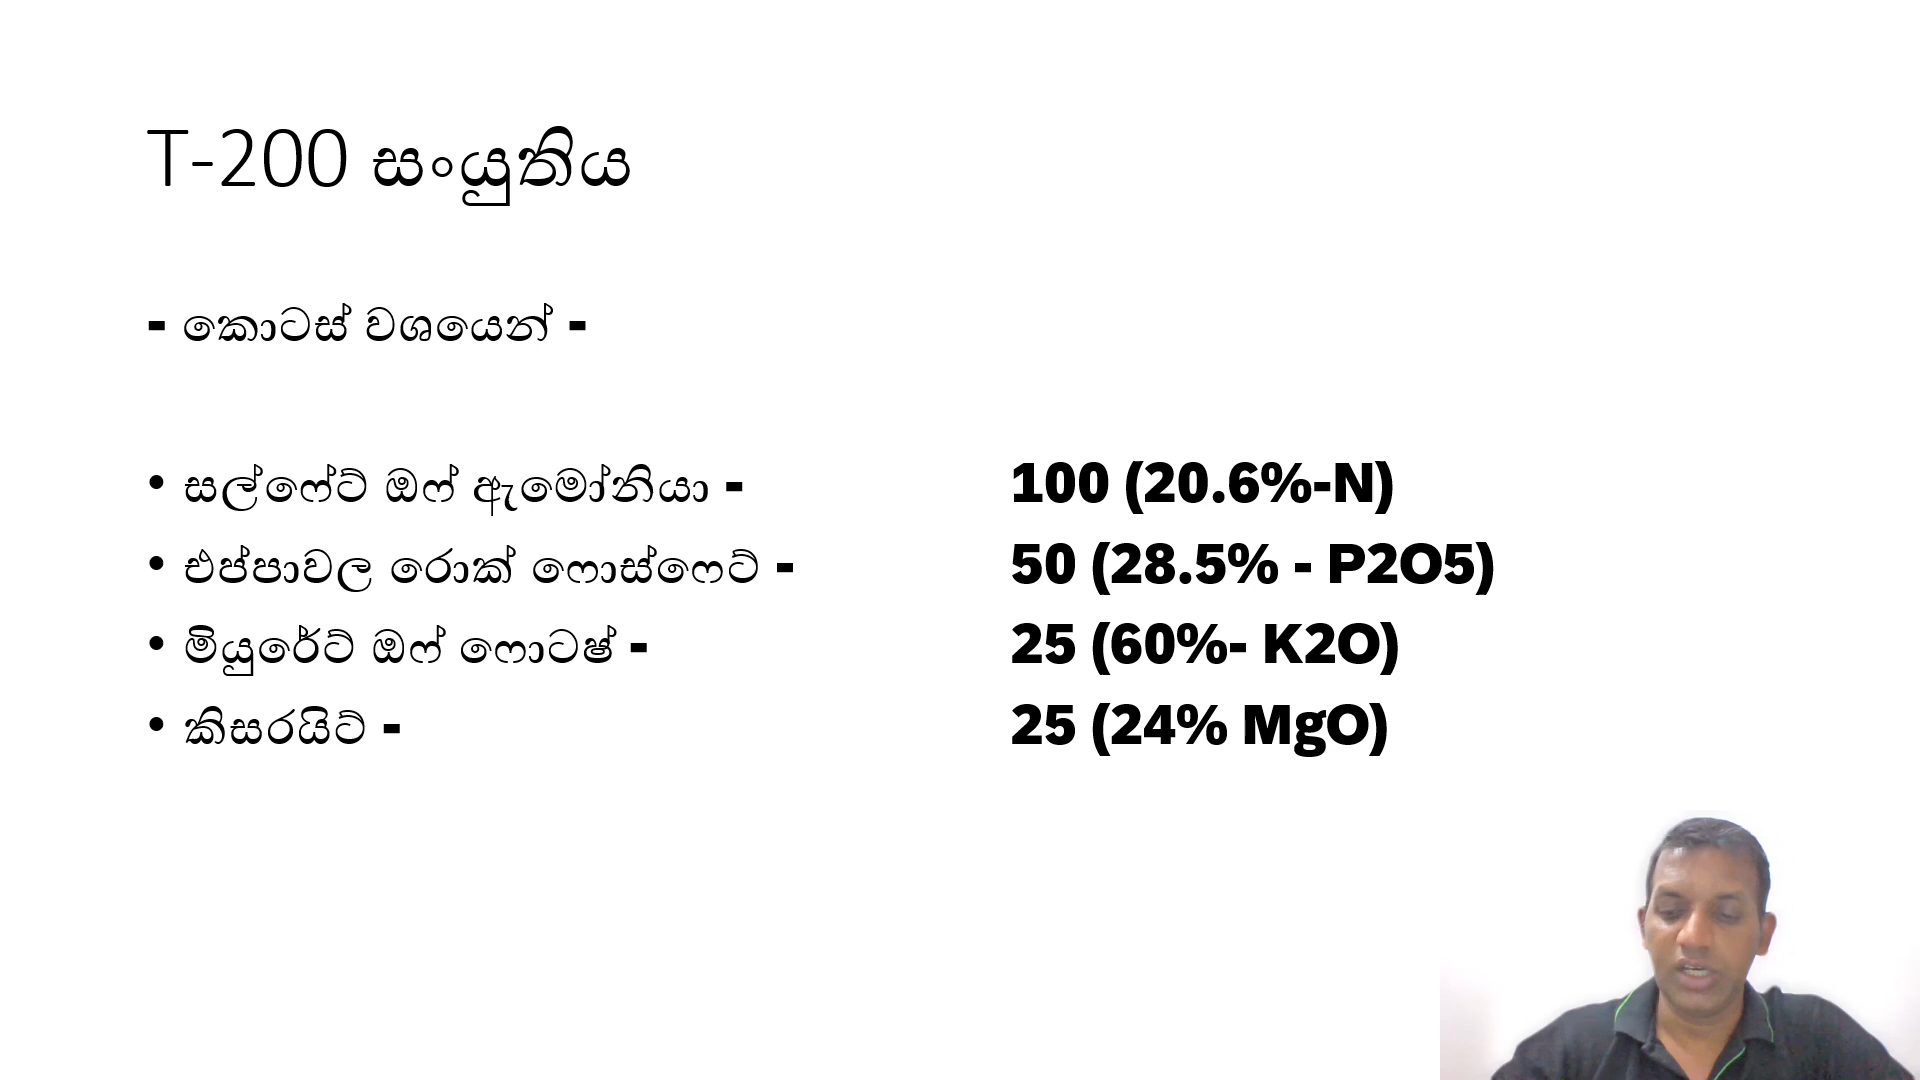 T-200 සංයුතිය
- කොටස් වශයෙන් -
• සල්ෆේට් ඔෆ් ඇමෝනියා - 100 (20.6%-N)
• එප්පාවල රොක් ෆොස්ෆෙට් - 50 (28.5% - P2O5)
• මියුරේට් ඔෆ් ෆොටෂ් - 25 (60%- K2O)
• කිසරයිට් - 25 (24% MgO)